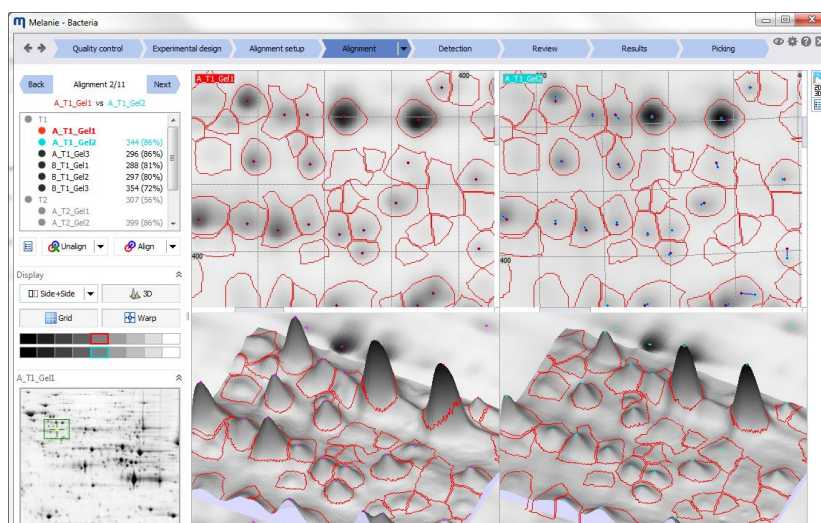 Melanie - Bacteria
Quality control
Experimental design
Alignment setup
Alignment
Detection
Review
Results
Picking
Back
Alignment 2/11
Next
A_T1_Gel1 vs A_T1_Gel2
T1
A_T1_Gel1
A_T1_Gel2 344 (86%)
A_T1_Gel3 296 (86%)
B_T1_Gel1 288 (81%)
B_T1_Gel2 297 (80%)
B_T1_Gel3 354 (72%)
T2 307 (56%)
A_T2_Gel1
A_T2_Gel2 399 (86%)
Unalign
Align
Display
Side+Side
3D
Grid
Warp
A_T1_Gel1
A_T1_Gel1
400
400
A_T1_Gel2
400